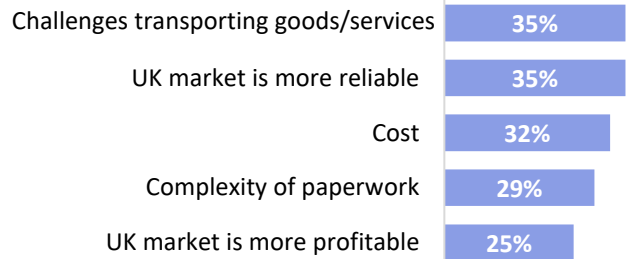 Challenges transporting goods/services 35%
UK market is more reliable 35%
Cost 32%
Complexity of paperwork 29%
UK market is more profitable 25%